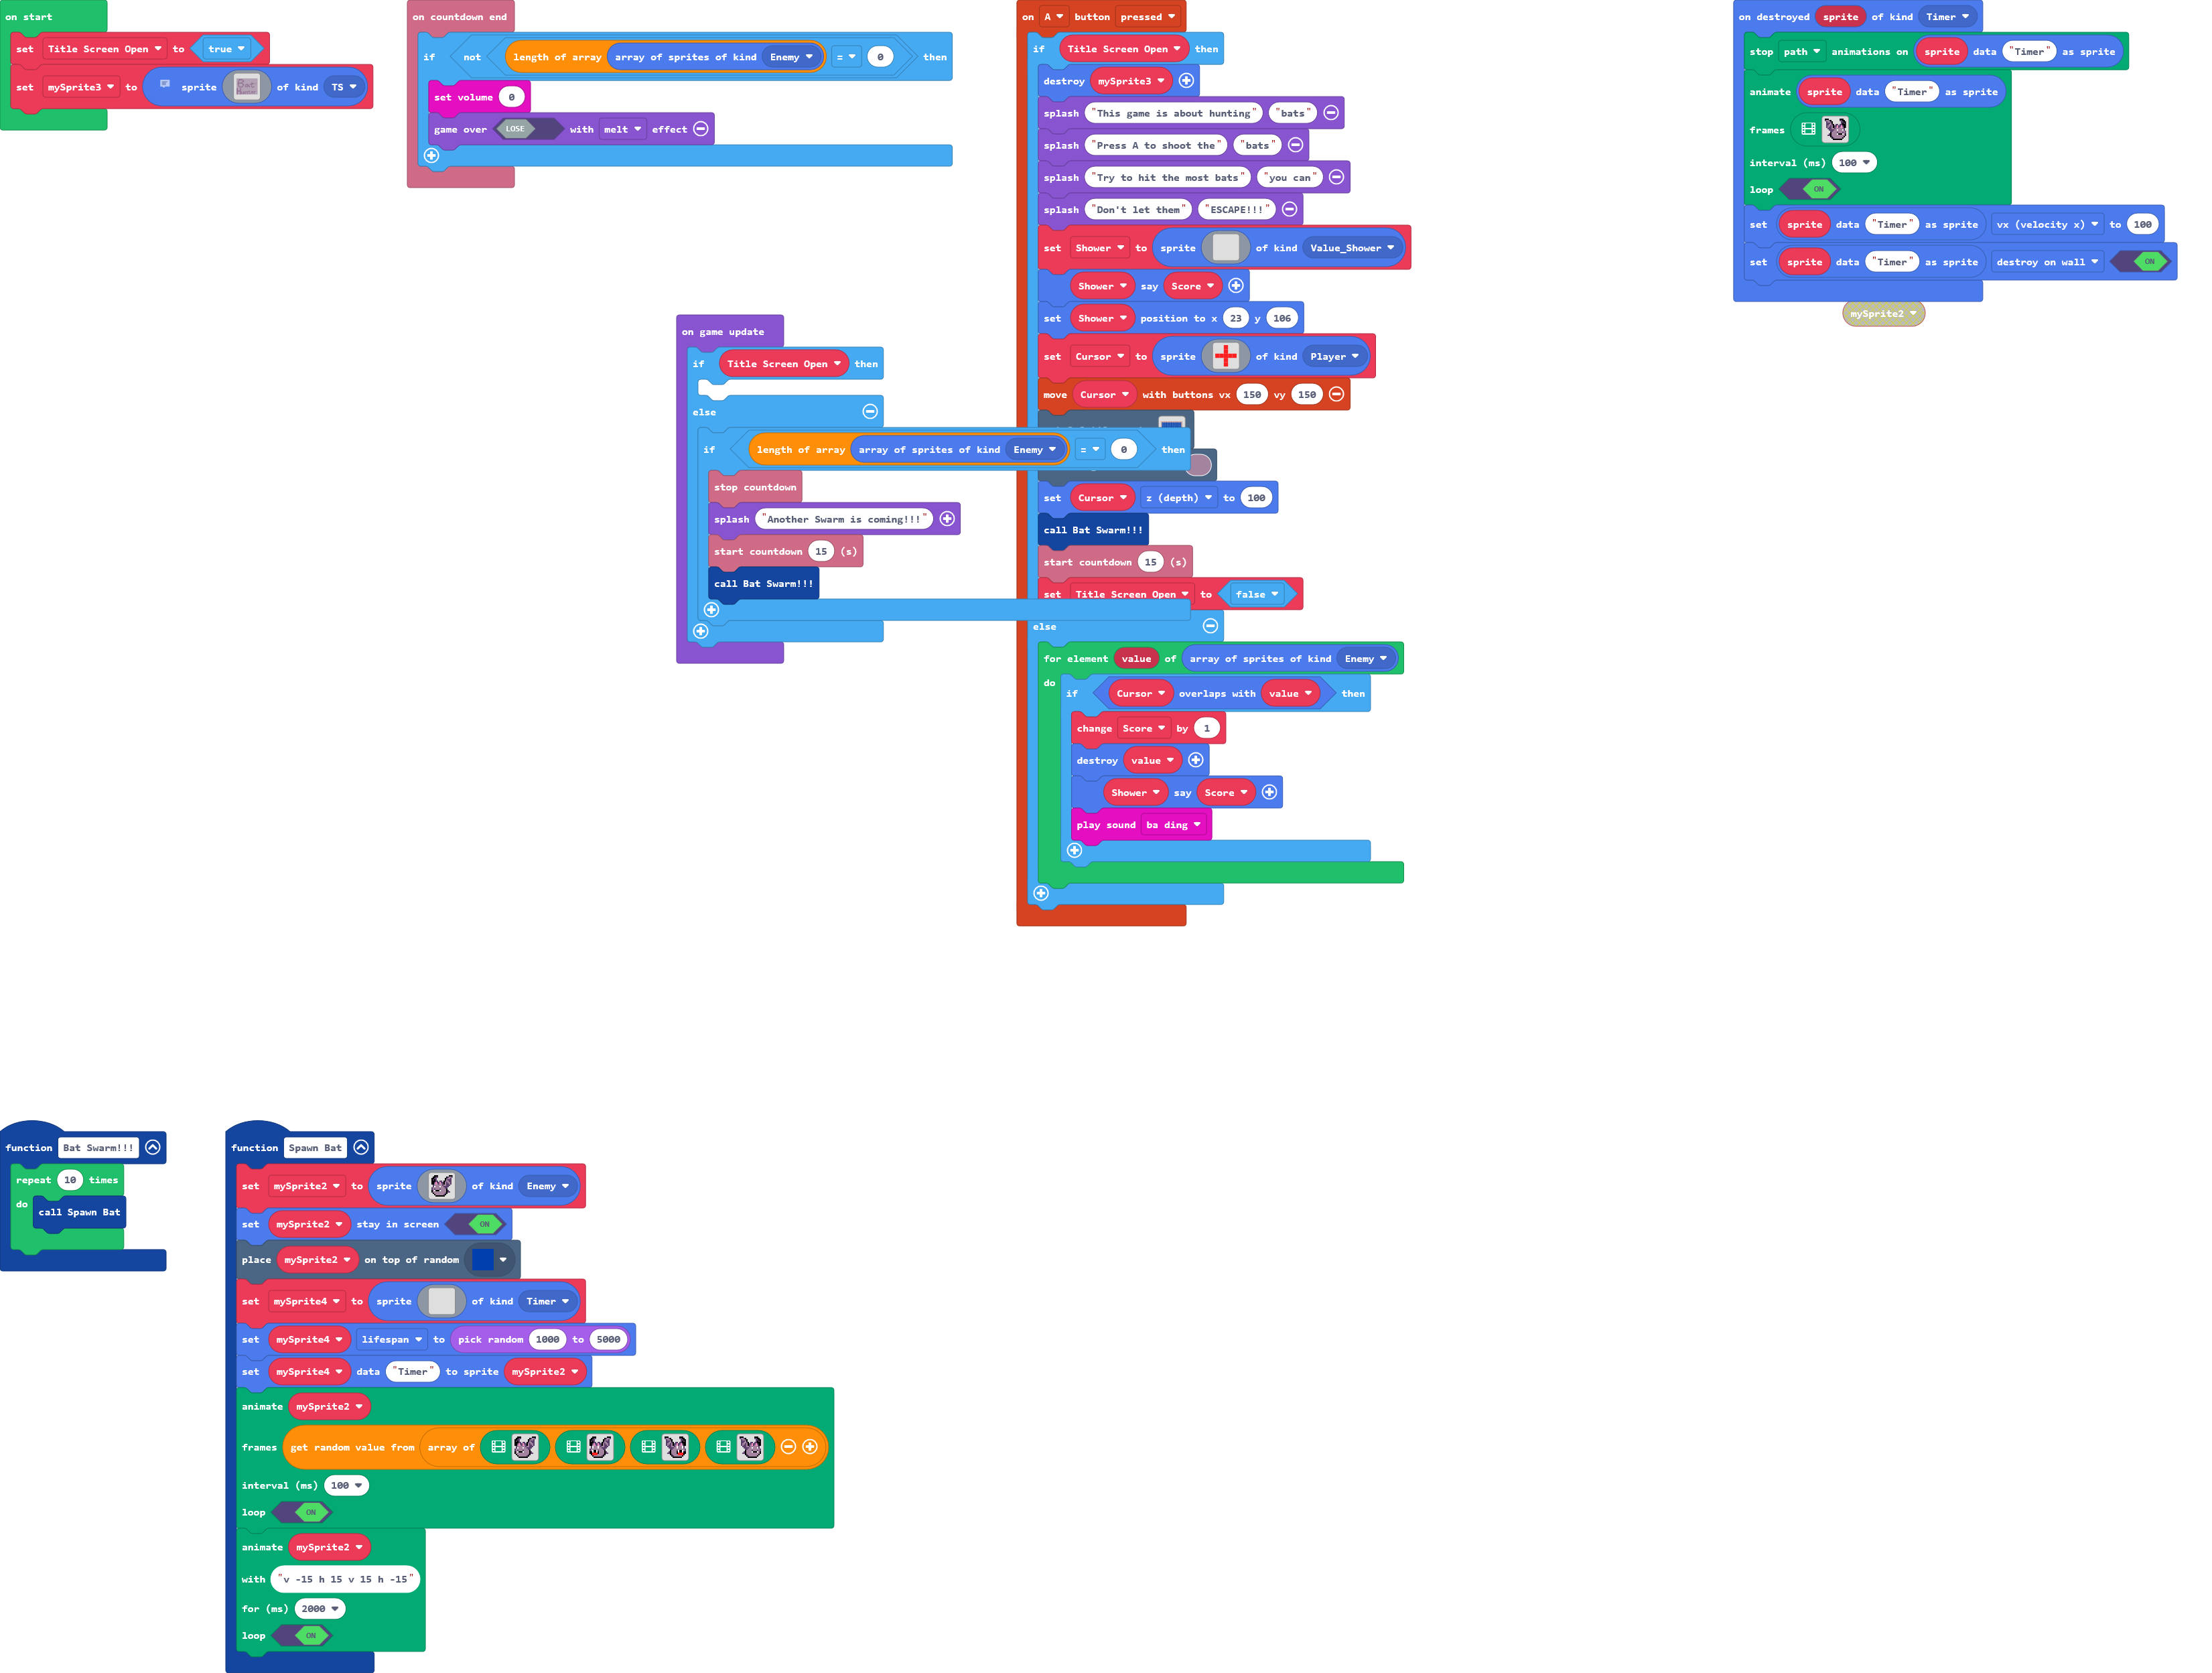 on start
set Title Screen Open to true
set mySprite3 to sprite Bat of kind TS
on countdown end
if not length of array array of sprites of kind Enemy = 0 then
set volume 0
game over LOSE with melt effect
on game update
if Title Screen Open then
else
if length of array array of sprites of kind Enemy = 0 then
stop countdown
splash "Another Swarm is coming!!!"
start countdown 15 (s)
call Bat Swarm!!!
on A button pressed
if Title Screen Open then
destroy mySprite3
splash "This game is about hunting" "bats"
splash "Press A to shoot the" "bats"
splash "Try to hit the most bats" "you can"
splash "Don't let them" "ESCAPE!!!"
set Shower to sprite of kind Value_Shower
Shower say Score
set Shower position to x 23 y 106
set Cursor to sprite of kind Player
move Cursor with buttons vx 150 vy 150
set Cursor z (depth) to 100
call Bat Swarm!!!
start countdown 15 (s)
set Title Screen Open to false
else
for element value of array of sprites of kind Enemy
do
if Cursor overlaps with value then
change Score by 1
destroy value
Shower say Score
play sound ba ding
on destroyed sprite of kind Timer
stop path animations on sprite data "Timer" as sprite
animate sprite data "Timer" as sprite
frames
interval (ms) 100
loop ON
set sprite data "Timer" as sprite vx (velocity x) to 100
set sprite data "Timer" as sprite destroy on wall ON
mySprite2
function Bat Swarm!!!
repeat 10 times
do call Spawn Bat
function Spawn Bat
set mySprite2 to sprite of kind Enemy
set mySprite2 stay in screen ON
place mySprite2 on top of random
set mySprite4 to sprite of kind Timer
set mySprite4 lifespan to pick random 1000 to 5000
set mySprite4 data "Timer" to sprite mySprite2
animate mySprite2
frames get random value from array of
interval (ms) 100
loop ON
animate mySprite2
with "v -15 h 15 v 15 h -15"
for (ms) 2000
loop ON